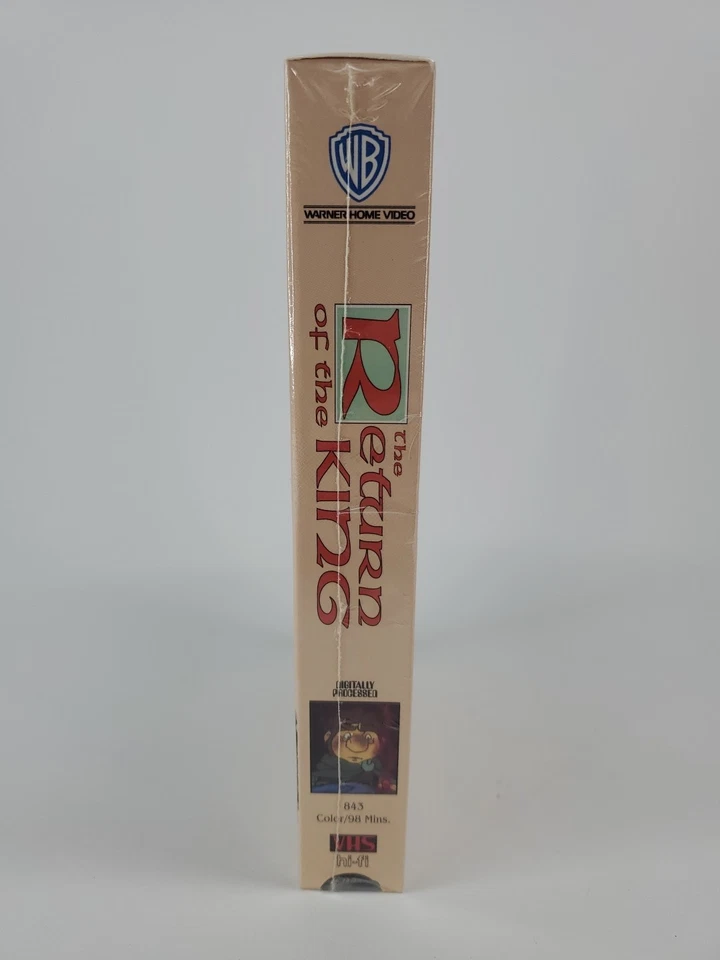 WB
WARNER HOME VIDEO
The
Return
of the King
DIGITALLY
PROCESSED
843
Color/98 Mins.
VHS
hi-fi